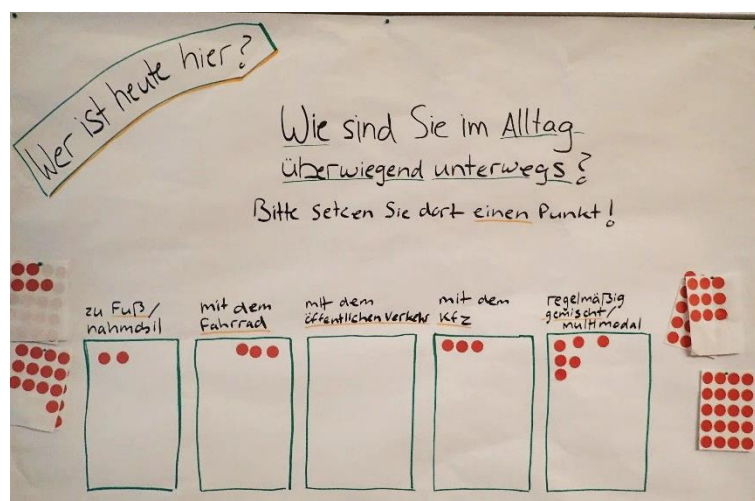 Wer ist heute hier?
Wie sind Sie im Alltag
überwiegend unterwegs?
Bitte setzen Sie dort einen Punkt!
zu Fuß/
nahmobil
mit dem
Fahrrad
mit dem
öffentlichen Verkehr
mit dem
Kfz
regelmäßig
gemischt/
multimodal